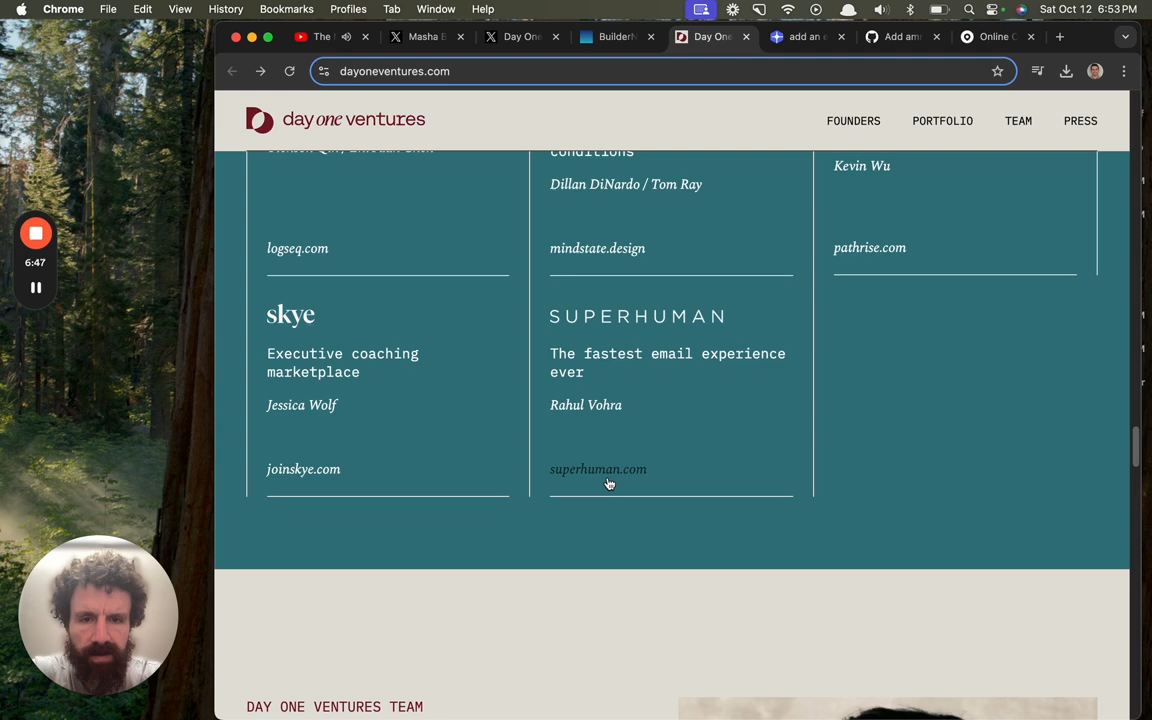 Chrome File Edit View History Bookmarks Profiles Tab Window Help Sat Oct 12 6:53 PM
The Masha Day One Builder Day One add an e Add am Online
dayoneventures.com
day one ventures FOUNDERS PORTFOLIO TEAM PRESS
conditions
Kevin Wu
Dillan DiNardo / Tom Ray
logseq.com
mindstate.design
pathrise.com
6:47
skye
SUPERHUMAN
Executive coaching
marketplace
The fastest email experience
ever
Jessica Wolf
Rahul Vohra
joinskye.com
superhuman.com
DAY ONE VENTURES TEAM